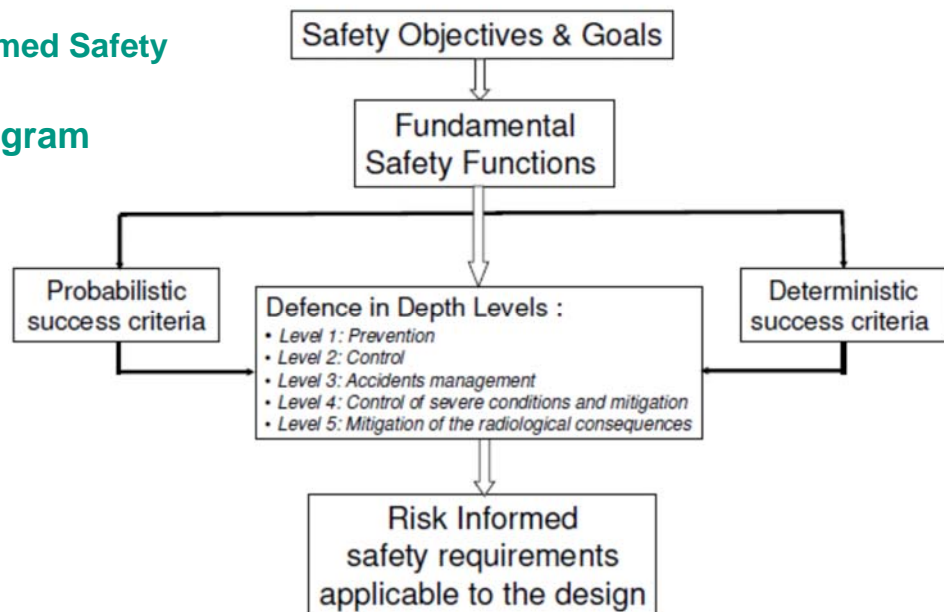 med Safety
gram
Safety Objectives & Goals
Fundamental
Safety Functions
Probabilistic
success criteria
Defence in Depth Levels :
• Level 1: Prevention
• Level 2: Control
• Level 3: Accidents management
• Level 4: Control of severe conditions and mitigation
• Level 5: Mitigation of the radiological consequences
Deterministic
success criteria
Risk Informed
safety requirements
applicable to the design